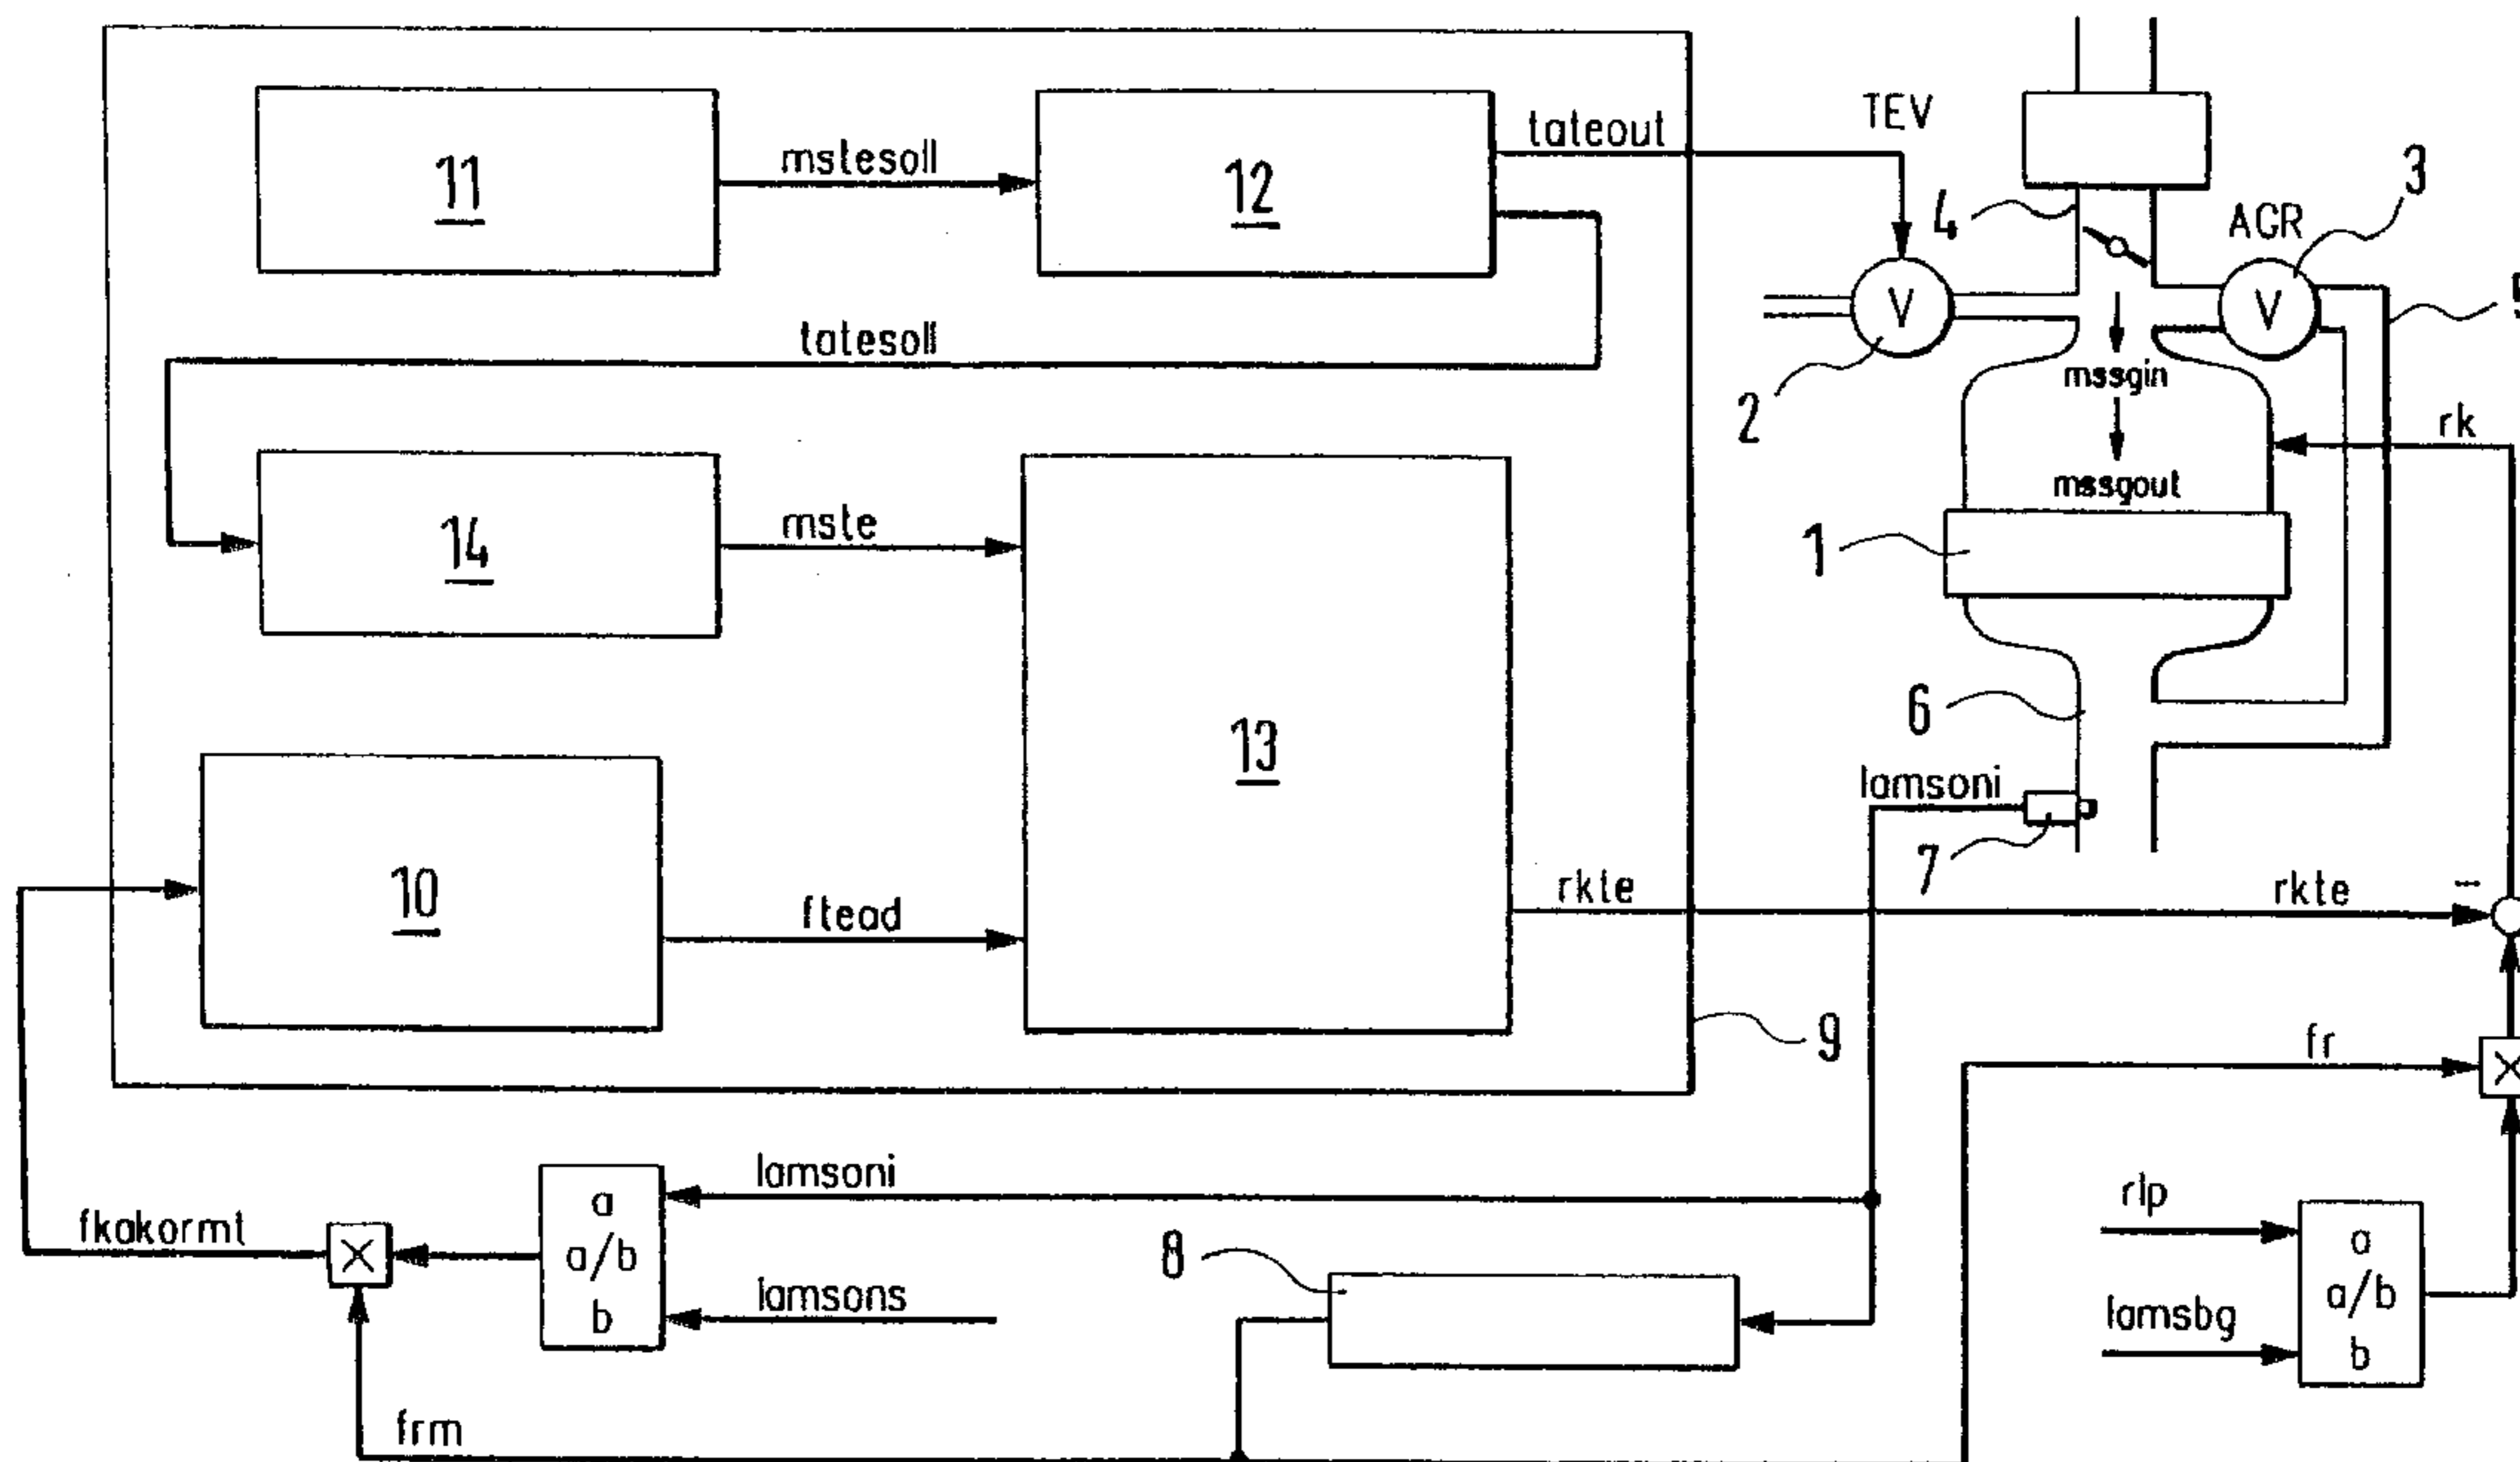 11
mstesoll
12
tateout
TEV
4
AGR
3
V
V
5
tatesoll
2
mssgin
rk
mssgout
14
mste
1
13
6
lamsoni
7
10
ftead
rkte
rkte
-
9
fr
X
lamsoni
a
a/b
b
fkakormt
X
lamsons
8
rlp
lamsbg
a
a/b
b
frm